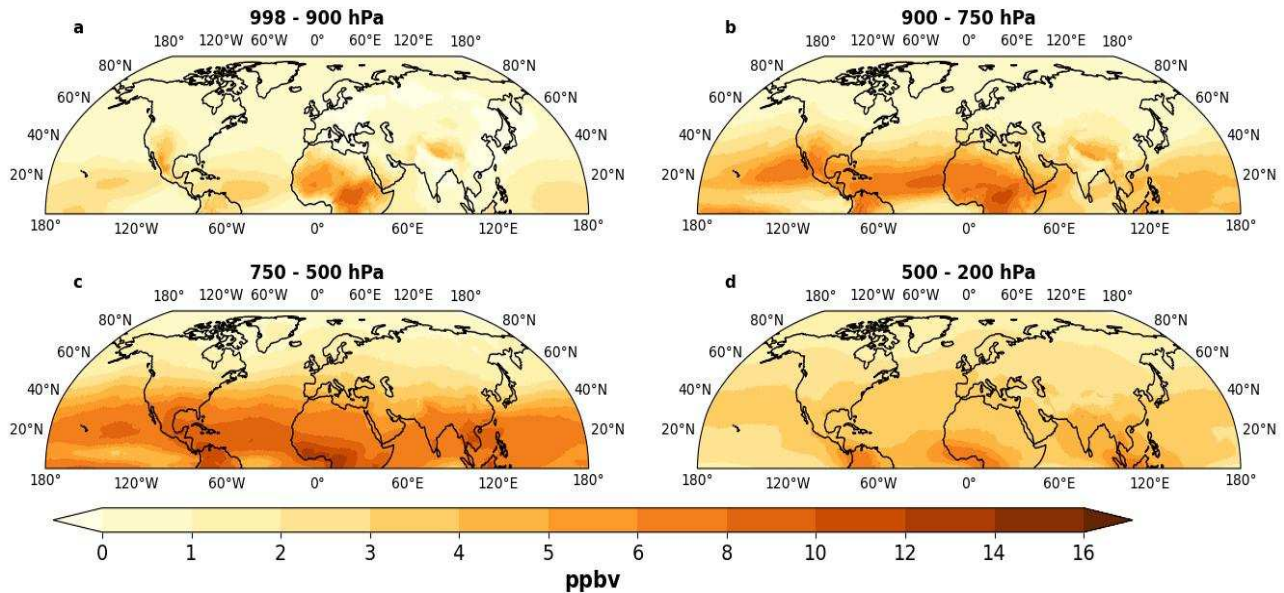 998 - 900 hPa
900 - 750 hPa
a
b
180° 120°W 60°W 0° 60°E 120°E 180°
180° 120°W 60°W 0° 60°E 120°E 180°
80°N 80°N 80°N 80°N
60°N 60°N 60°N 60°N
40°N 40°N 40°N 40°N
20°N 20°N 20°N 20°N
180° 180° 180° 180°
120°W 60°W 0° 60°E 120°E
120°W 60°W 0° 60°E 120°E
750 - 500 hPa
500 - 200 hPa
c
d
180° 120°W 60°W 0° 60°E 120°E 180°
180° 120°W 60°W 0° 60°E 120°E 180°
80°N 80°N 80°N 80°N
60°N 60°N 60°N 60°N
40°N 40°N 40°N 40°N
20°N 20°N 20°N 20°N
180° 180° 180° 180°
120°W 60°W 0° 60°E 120°E
120°W 60°W 0° 60°E 120°E
0 1 2 3 4 5 6 8 10 12 14 16
ppbv